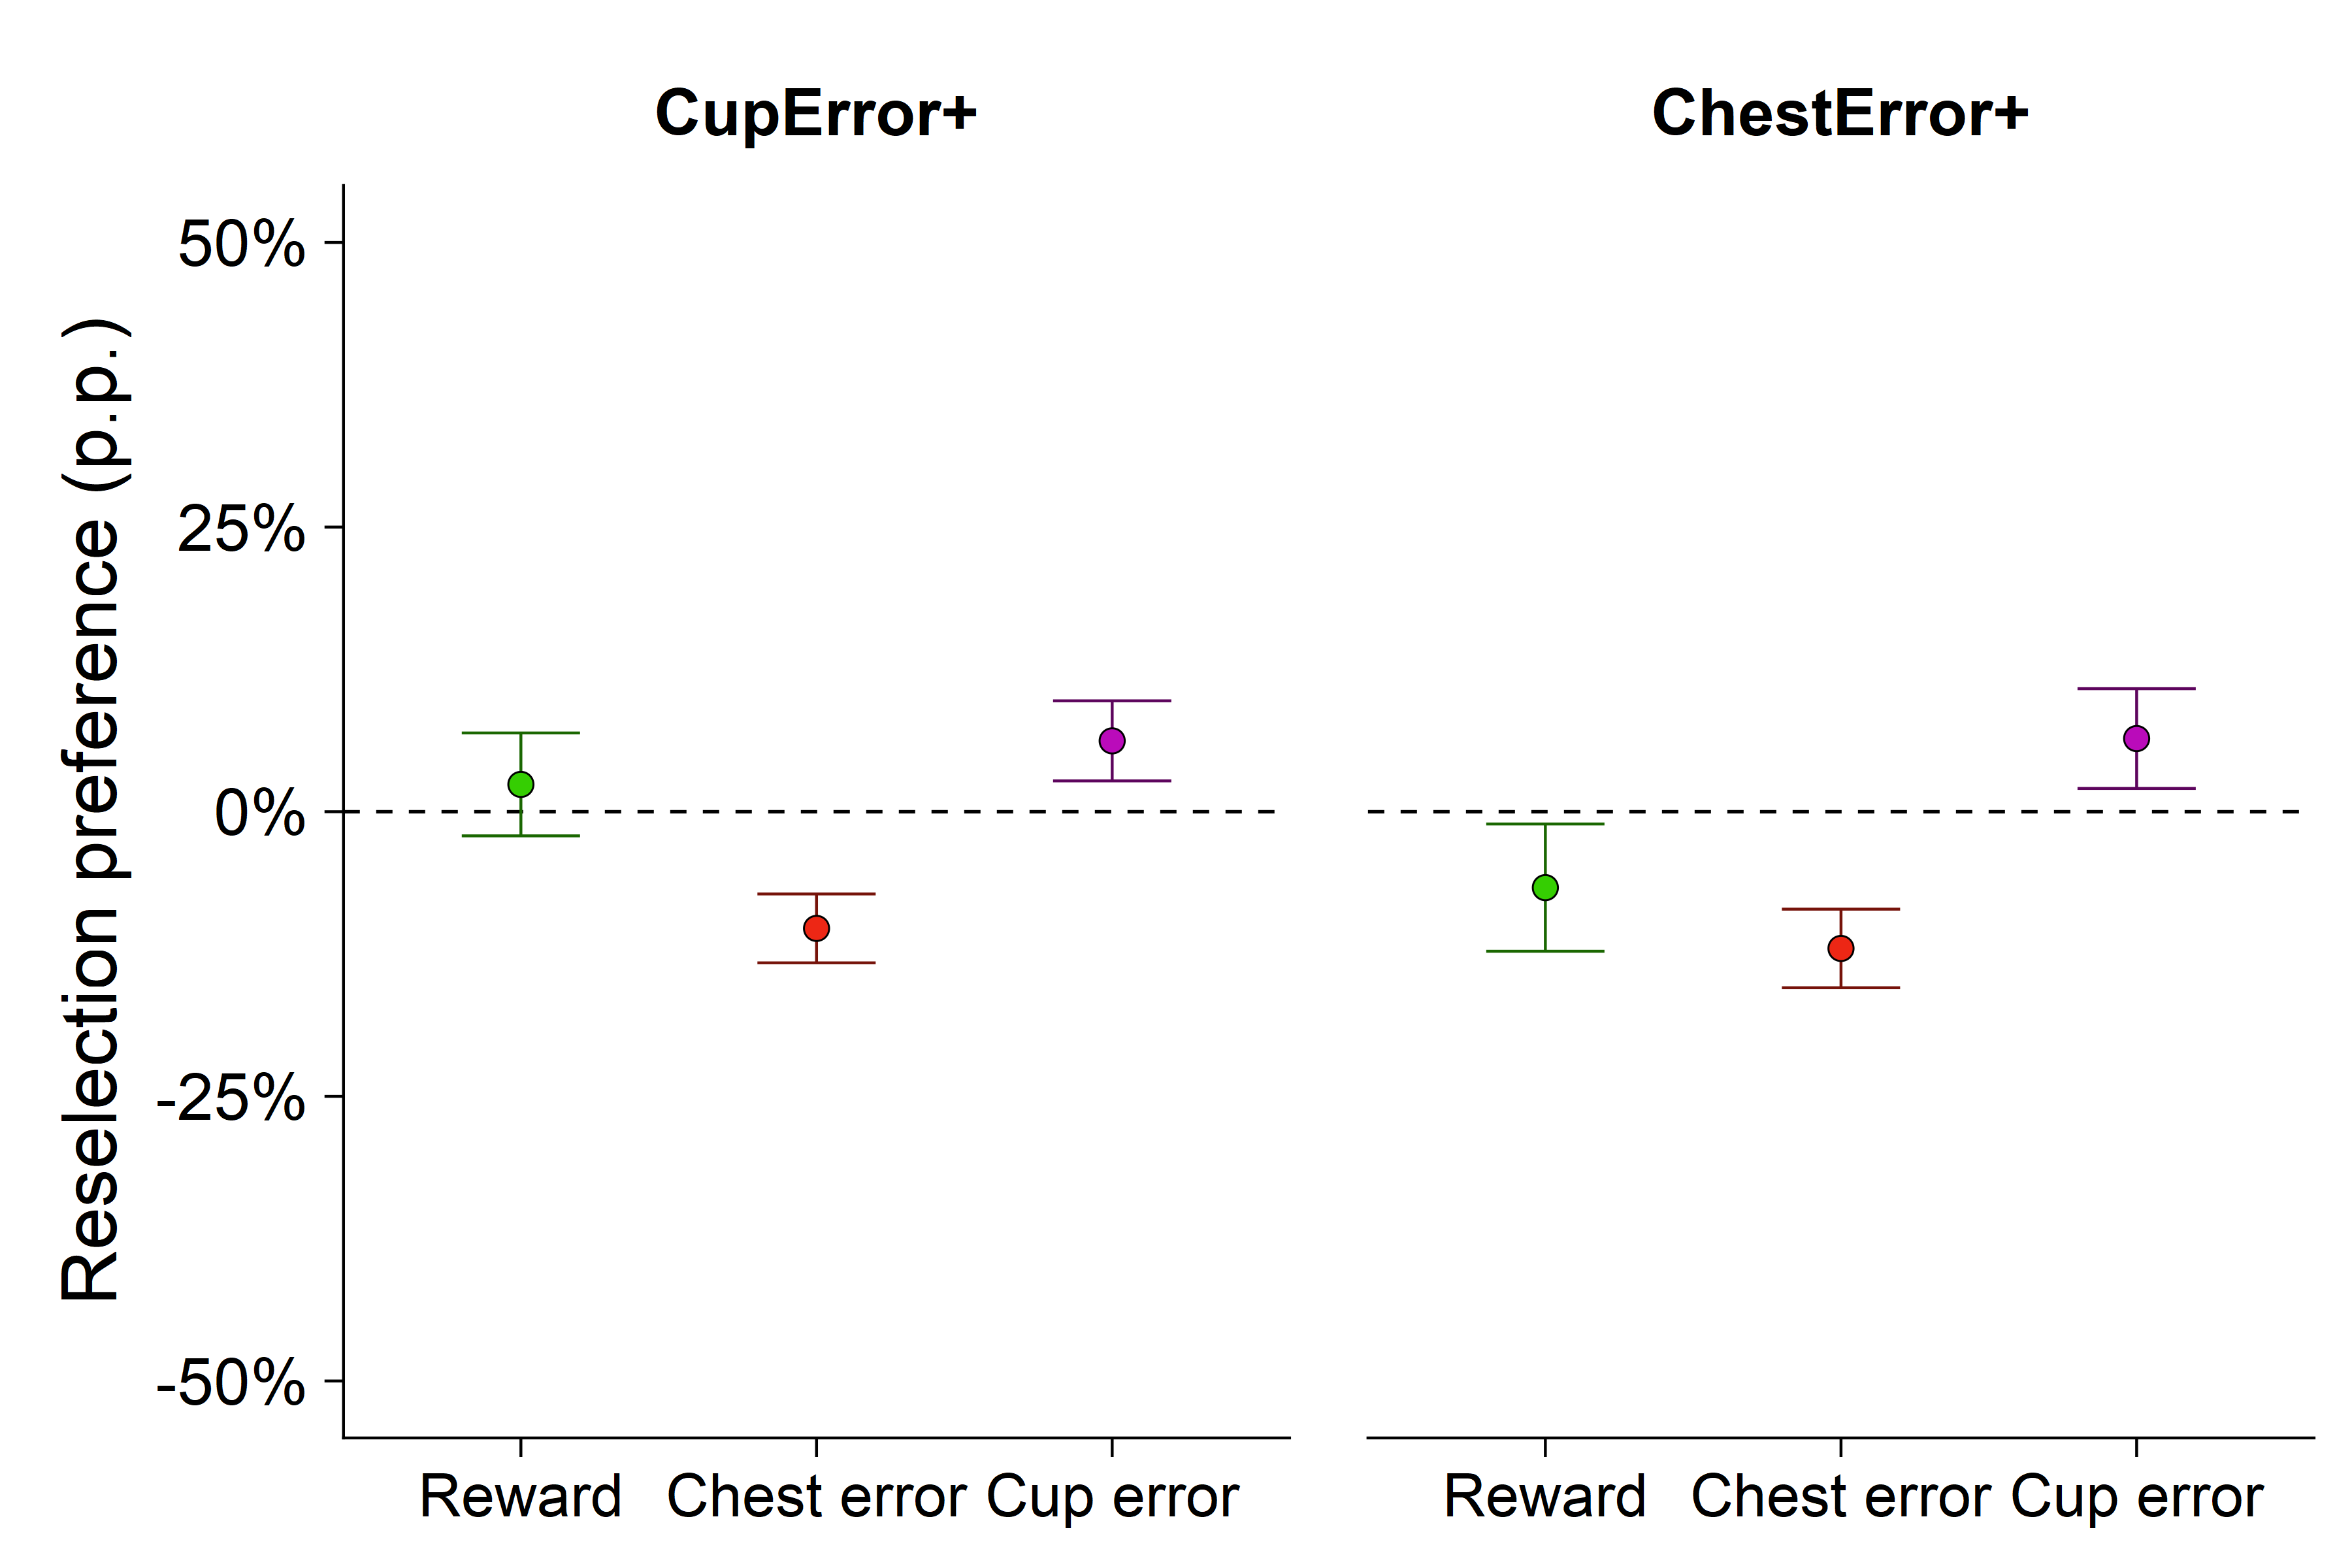 CupError+
ChestError+
Reselection preference (p.p.)
50%
25%
0%
-25%
-50%
Reward Chest error Cup error
Reward Chest error Cup error